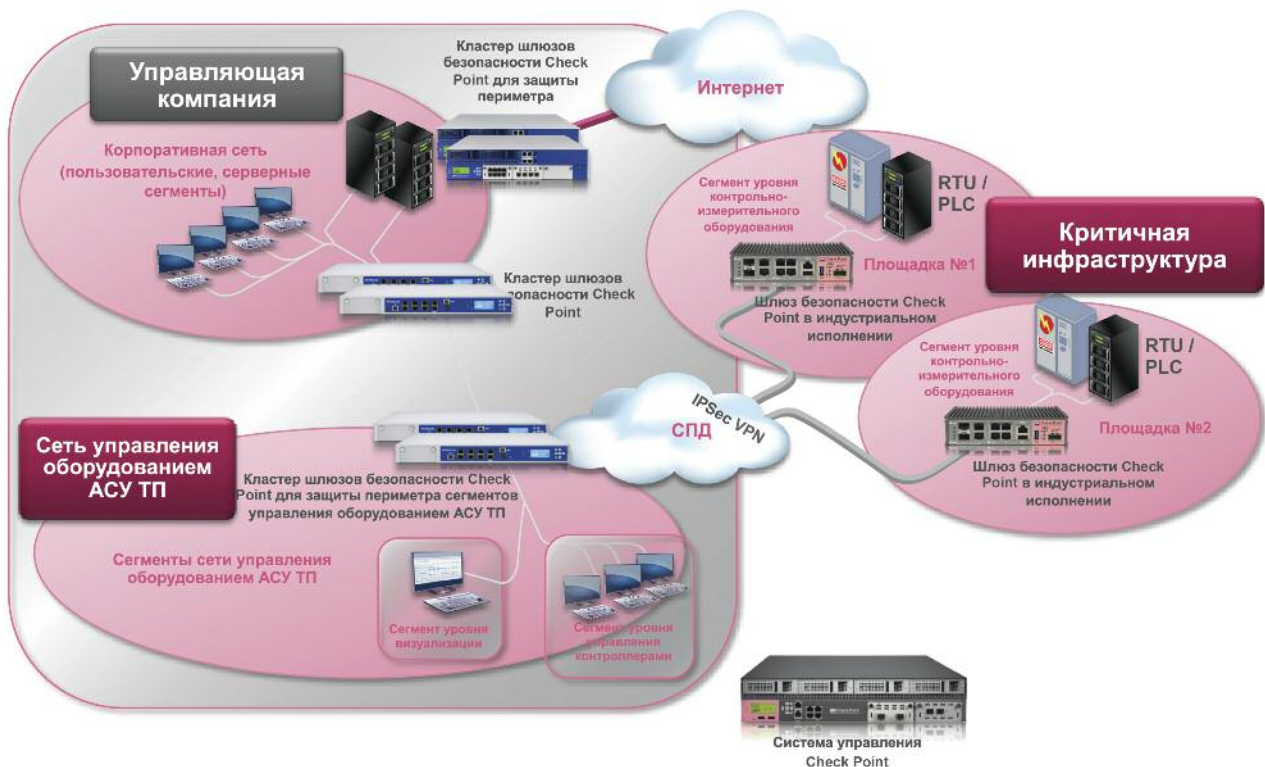 Управляющая
компания
Корпоративная сеть
(пользовательские, серверные
сегменты)
Кластер шлюзов
безопасности Check
Point для защиты
периметра
Интернет
Кластер шлюзов
безопасности Check
Point
Сегмент уровня
контрольно-
измерительного
оборудования
RTU /
PLC
Площадка №1
Шлюз безопасности Check
Point в индустриальном
исполнении
Критичная
инфраструктура
Сегмент уровня
контрольно-
измерительного
оборудования
RTU /
PLC
Площадка №2
Шлюз безопасности Check
Point в индустриальном
исполнении
СПД
IPSec VPN
Сеть управления
оборудованием
АСУ ТП
Кластер шлюзов безопасности Check
Point для защиты периметра сегментов
управления оборудованием АСУ ТП
Сегменты сети управления
оборудованием АСУ ТП
Сегмент уровня
визуализации
Сегмент уровня
управления
контроллерами
Система управления
Check Point